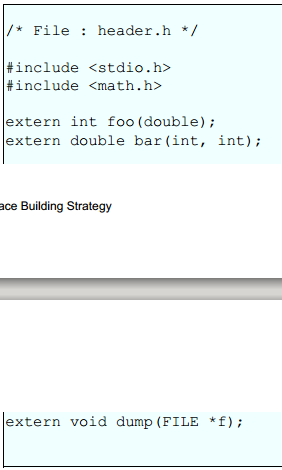 /* File : header.h */
#include <stdio.h>
#include <math.h>
extern int foo(double);
extern double bar(int, int);
ace Building Strategy
extern void dump(FILE *f);